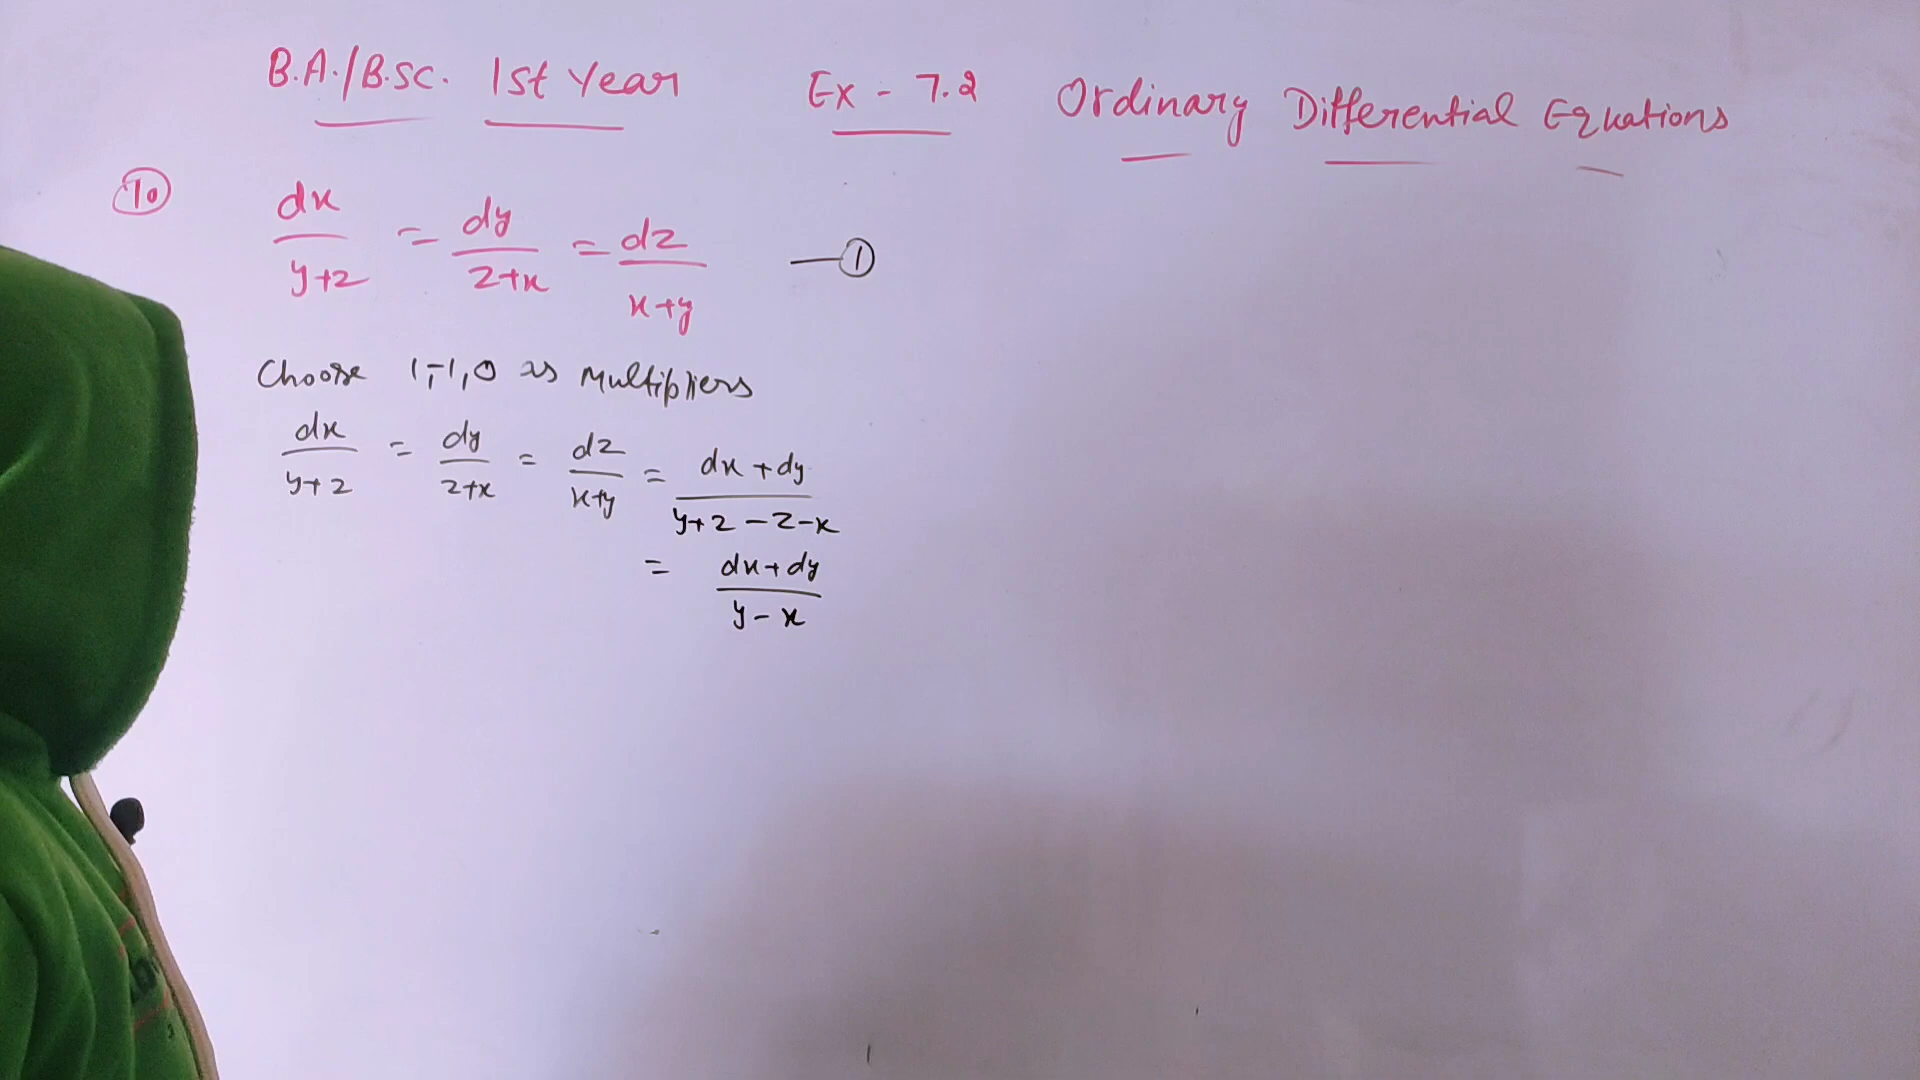 B.A./B.SC. 1st Year Ex - 7.2 Ordinary Differential Equations
10 dx/y+z = dy/z+x = dz/x+y —1
Choose 1,-1,0 as Multipliers
dx/y+z = dy/z+x = dz/x+y = dx+dy/y+z-z-x
= dx+dy/y-x